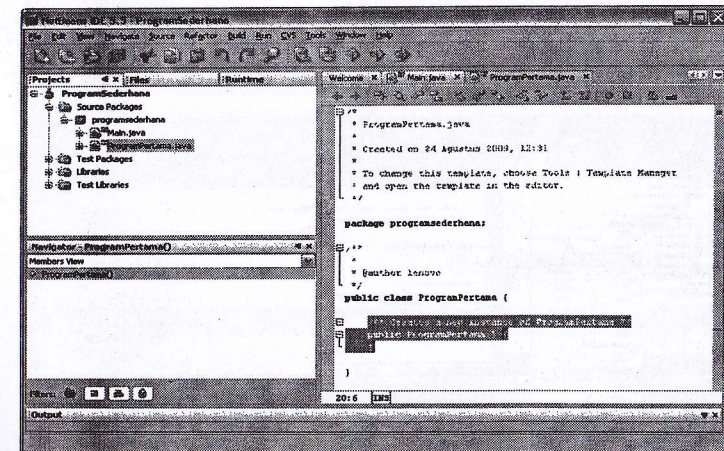 NetBeans IDE 5.5 - ProgramSederhana
File Edit View Navigate Source Refactor Build Run CVS Tools Window Help
Projects Files Runtime
ProgramSederhana
Source Packages
programsederhana
Main.java
ProgramPertama.java
Test Packages
Libraries
Test Libraries
Navigator - ProgramPertama()
Members View
ProgramPertama()
Filters:
Welcome Main.java ProgramPertama.java
/*
* ProgramPertama.java
*
* Created on 24 Agustus 2009, 12:31
*
* To change this template, choose Tools | Template Manager
* and open the template in the editor.
*/
package programsederhana;
/**
*
* @author lenovo
*/
public class ProgramPertama {
/** Creates a new instance of ProgramPertama */
public ProgramPertama() {
}
}
20:6 INS
Output